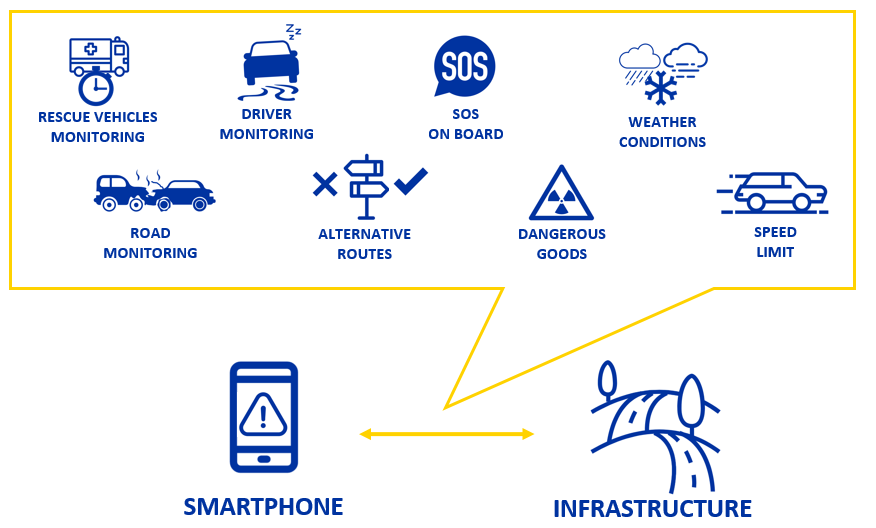 Zz
z
SOS
RESCUE VEHICLES
MONITORING
DRIVER
MONITORING
SOS
ON BOARD
WEATHER
CONDITIONS
ROAD
MONITORING
ALTERNATIVE
ROUTES
DANGEROUS
GOODS
SPEED
LIMIT
!
SMARTPHONE
INFRASTRUCTURE